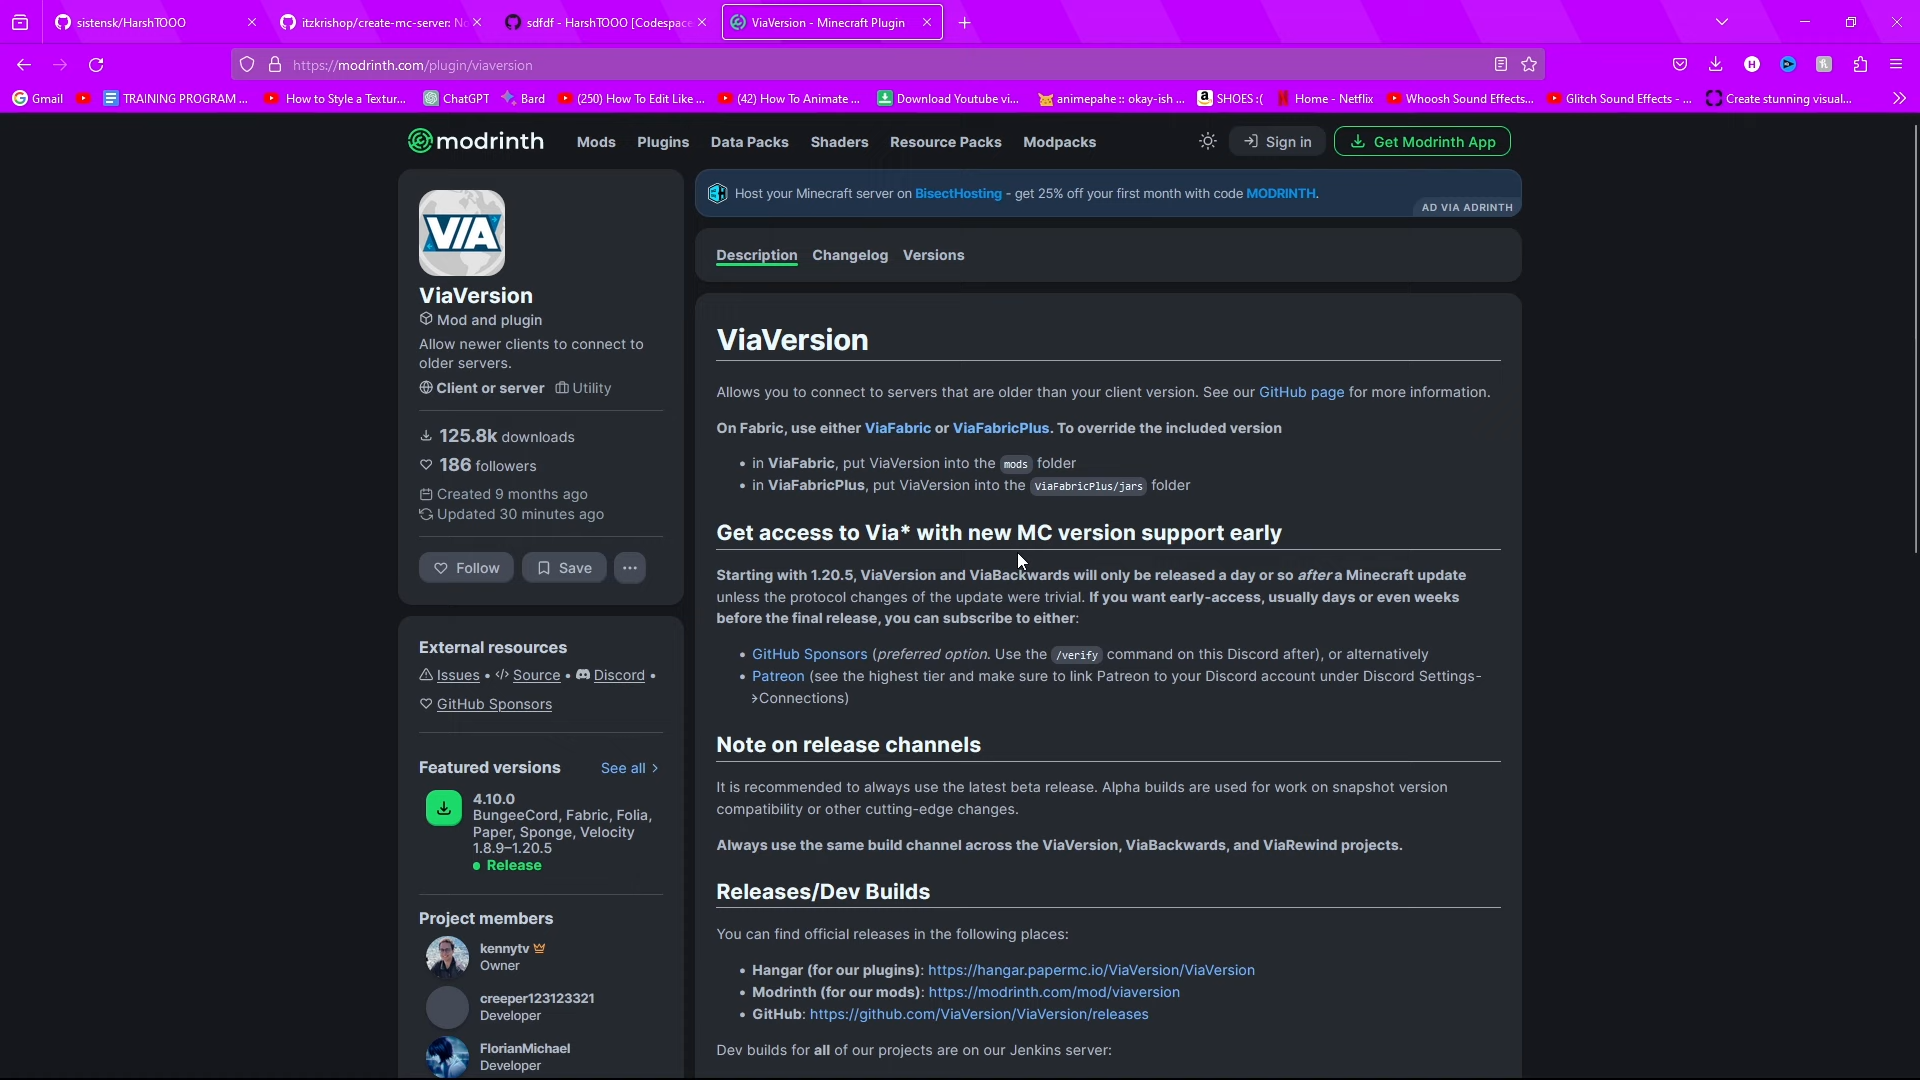 sistensk/HarshTOOO
itzkrishop/create-mc-server: No
sdfdf - HarshTOOO [Codespace
ViaVersion - Minecraft Plugin
https://modrinth.com/plugin/viaversion
Gmail
TRAINING PROGRAM ...
How to Style a Textur...
ChatGPT
Bard
(250) How To Edit Like ...
(42) How To Animate ...
Download Youtube vi...
animepahe :: okay-ish ...
SHOES :(
Home - Netflix
Whoosh Sound Effects...
Glitch Sound Effects - ...
Create stunning visual...
modrinth
Mods
Plugins
Data Packs
Shaders
Resource Packs
Modpacks
Sign in
Get Modrinth App
VIA
ViaVersion
Mod and plugin
Allow newer clients to connect to
older servers.
Client or server
Utility
125.8k downloads
186 followers
Created 9 months ago
Updated 30 minutes ago
Follow
Save
External resources
Issues • </> Source • Discord •
GitHub Sponsors
Featured versions
See all >
4.10.0
BungeeCord, Fabric, Folia,
Paper, Sponge, Velocity
1.8.9–1.20.5
• Release
Project members
kennytv
Owner
creeper123123321
Developer
FlorianMichael
Developer
Host your Minecraft server on BisectHosting - get 25% off your first month with code MODRINTH.
AD VIA ADRINTH
Description
Changelog
Versions
ViaVersion
Allows you to connect to servers that are older than your client version. See our GitHub page for more information.
On Fabric, use either ViaFabric or ViaFabricPlus. To override the included version
• in ViaFabric, put ViaVersion into the mods folder
• in ViaFabricPlus, put ViaVersion into the ViaFabricPlus/jars folder
Get access to Via* with new MC version support early
Starting with 1.20.5, ViaVersion and ViaBackwards will only be released a day or so after a Minecraft update
unless the protocol changes of the update were trivial. If you want early-access, usually days or even weeks
before the final release, you can subscribe to either:
• GitHub Sponsors (preferred option. Use the /verify command on this Discord after), or alternatively
• Patreon (see the highest tier and make sure to link Patreon to your Discord account under Discord Settings-
>Connections)
Note on release channels
It is recommended to always use the latest beta release. Alpha builds are used for work on snapshot version
compatibility or other cutting-edge changes.
Always use the same build channel across the ViaVersion, ViaBackwards, and ViaRewind projects.
Releases/Dev Builds
You can find official releases in the following places:
• Hangar (for our plugins): https://hangar.papermc.io/ViaVersion/ViaVersion
• Modrinth (for our mods): https://modrinth.com/mod/viaversion
• GitHub: https://github.com/ViaVersion/ViaVersion/releases
Dev builds for all of our projects are on our Jenkins server: